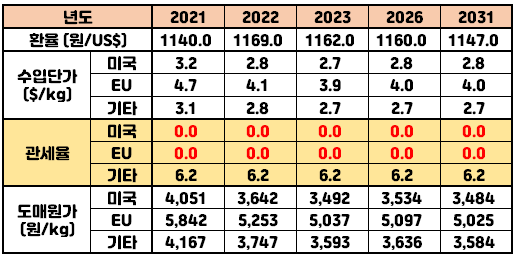 년도 2021 2022 2023 2026 2031
환율 (원/US$) 1140.0 1169.0 1162.0 1160.0 1147.0
수입단가 ($/kg) 미국 3.2 2.8 2.7 2.8 2.8
EU 4.7 4.1 3.9 4.0 4.0
기타 3.1 2.8 2.7 2.7 2.7
관세율 미국 0.0 0.0 0.0 0.0 0.0
EU 0.0 0.0 0.0 0.0 0.0
기타 6.2 6.2 6.2 6.2 6.2
도매원가 (원/kg) 미국 4,051 3,642 3,492 3,534 3,484
EU 5,842 5,253 5,037 5,097 5,025
기타 4,167 3,747 3,593 3,636 3,584